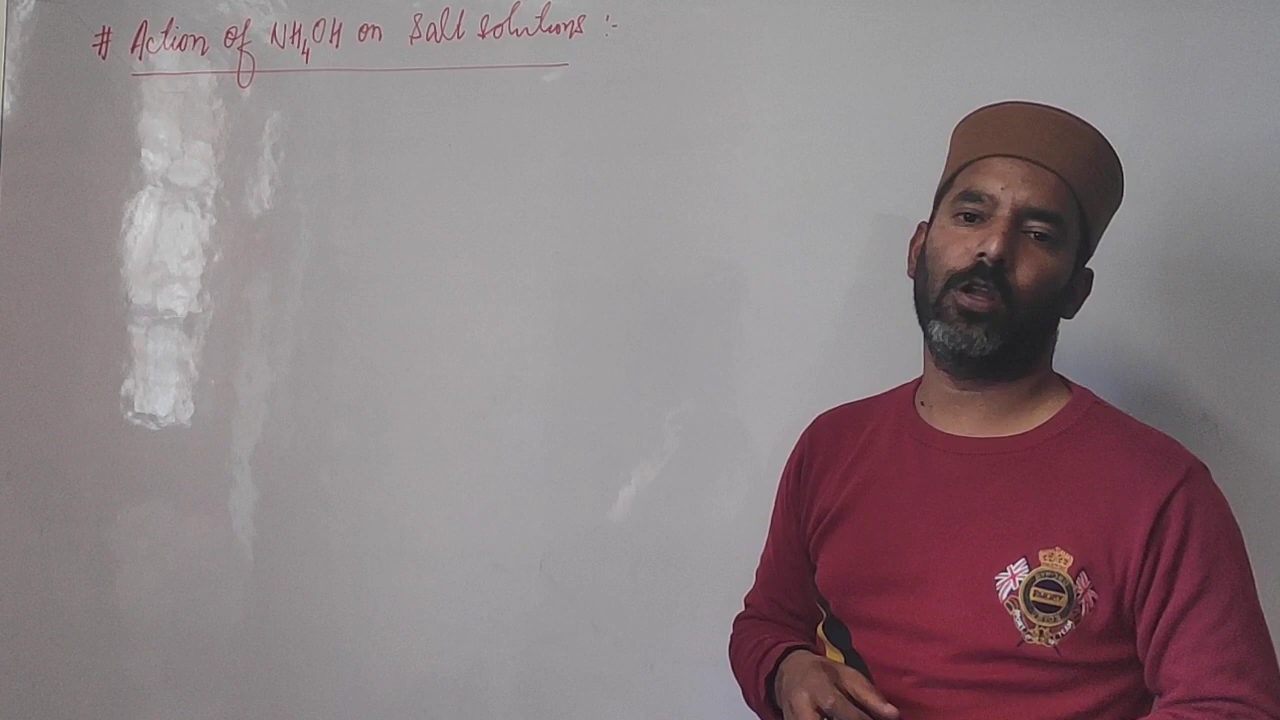 # Action of NH₄OH on salt solutions :-